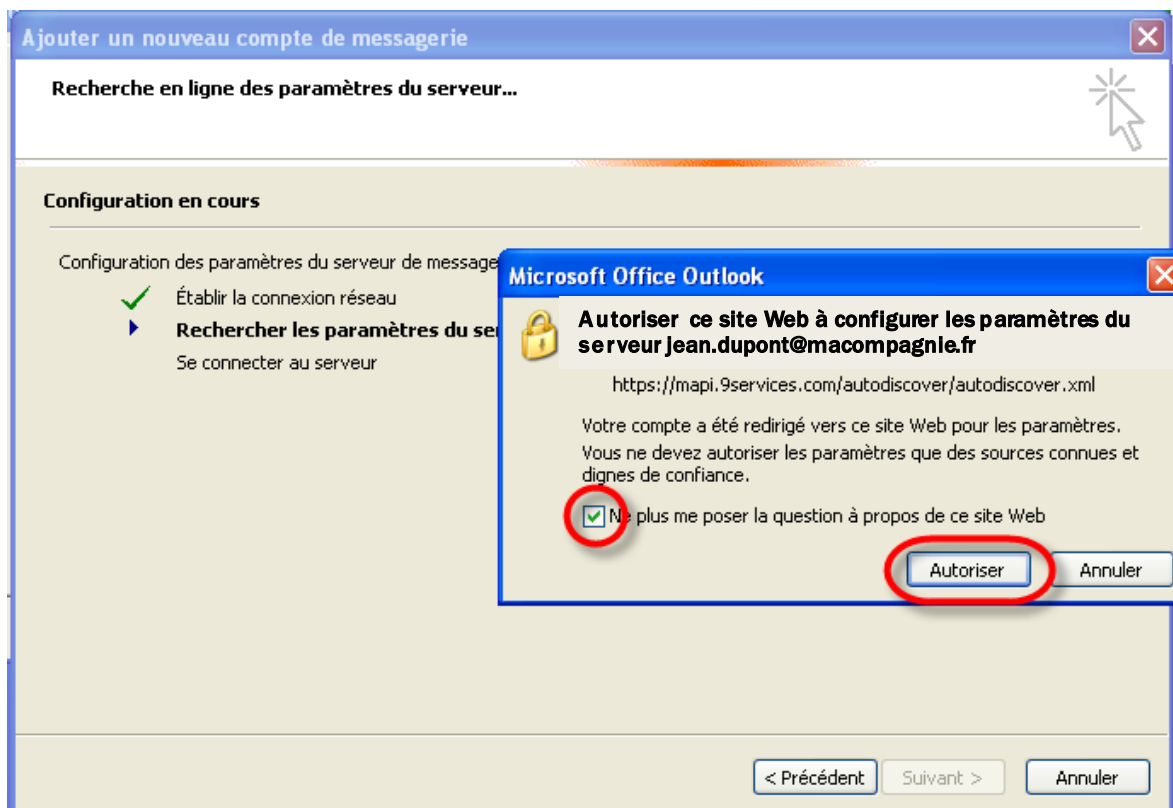 Ajouter un nouveau compte de messagerie
Recherche en ligne des paramètres du serveur...
Configuration en cours
Configuration des paramètres du serveur de message
Établir la connexion réseau
Rechercher les paramètres du se
Se connecter au serveur
Microsoft Office Outlook
Autoriser ce site Web à configurer les paramètres du
serveur jean.dupont@macompagnie.fr
https://mapi.9services.com/autodiscover/autodiscover.xml
Votre compte a été redirigé vers ce site Web pour les paramètres.
Vous ne devez autoriser les paramètres que des sources connues et
dignes de confiance.
Ne plus me poser la question à propos de ce site Web
Autoriser Annuler
< Précédent Suivant > Annuler